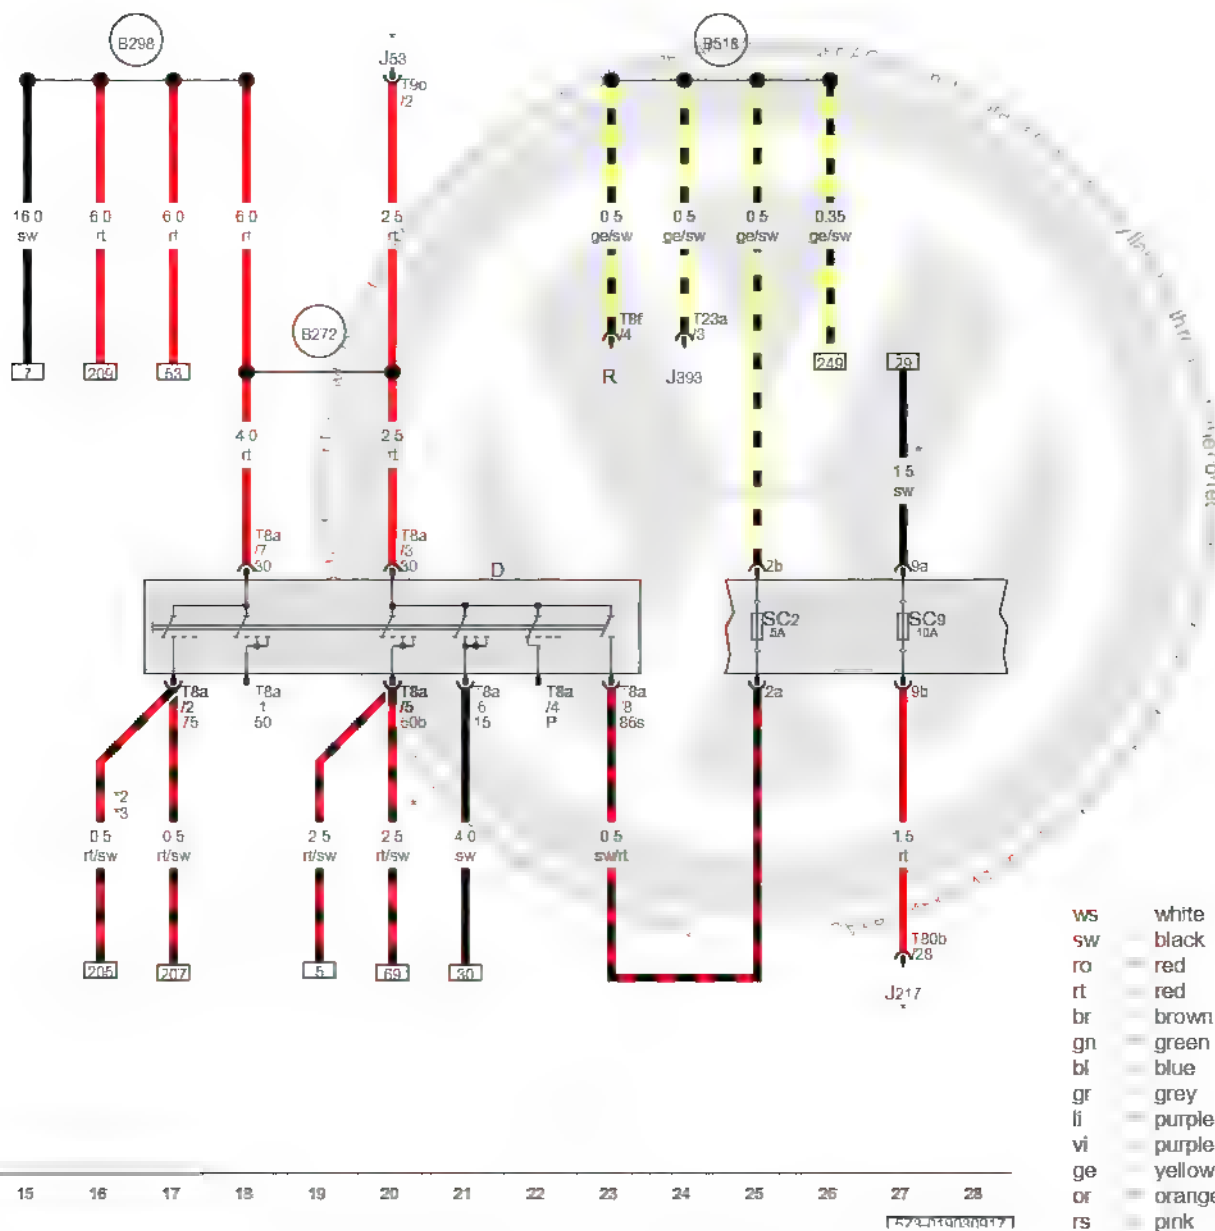 B298
*
J53
B518
T9c
/2
16.0 6.0 6.0 6.0 2.5 0.5 0.5 0.5 0.35
sw rt rt rt rt ge/sw ge/sw ge/sw ge/sw
B272
T8f T23a
/4 /3
7 209 53 249 29
R J393
4.0 2.5
rt rt
*
1.5
sw
T8a T8a
/7 /3
30 30 D 2b 9a
SC2 SC9
5A 10A
T8a T8a T8a T8a T8a T8a 2a 9b
/2 1 /5 6 /4 8
75 50 50b 15 P 86s
*2
*3
*
0.5 0.5 2.5 2.5 4.0 0.5 1.5
rt/sw rt/sw rt/sw rt/sw sw sw/rt rt
T80b
/28
205 207 5 69 30
J217
*
ws = white
sw = black
ro = red
rt = red
br = brown
gn = green
bl = blue
gr = grey
li = purple
vi = purple
ge = yellow
or = orange
rs = pink
15 16 17 18 19 20 21 22 23 24 25 26 27 28